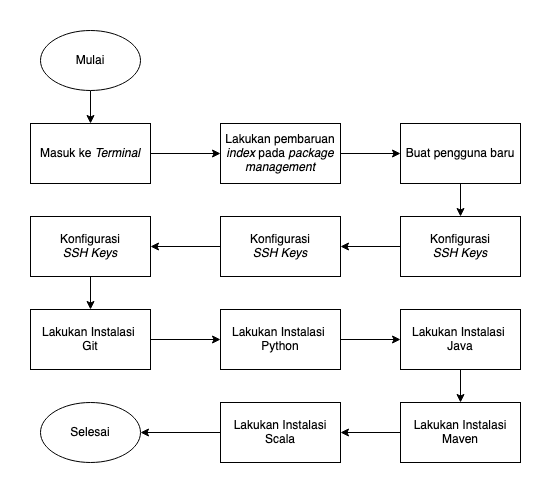 Mulai
Masuk ke Terminal
Lakukan pembaruan
index pada package
management
Buat pengguna baru
Konfigurasi
SSH Keys
Konfigurasi
SSH Keys
Konfigurasi
SSH Keys
Lakukan Instalasi
Git
Lakukan Instalasi
Python
Lakukan Instalasi
Java
Lakukan Instalasi
Maven
Lakukan Instalasi
Scala
Selesai